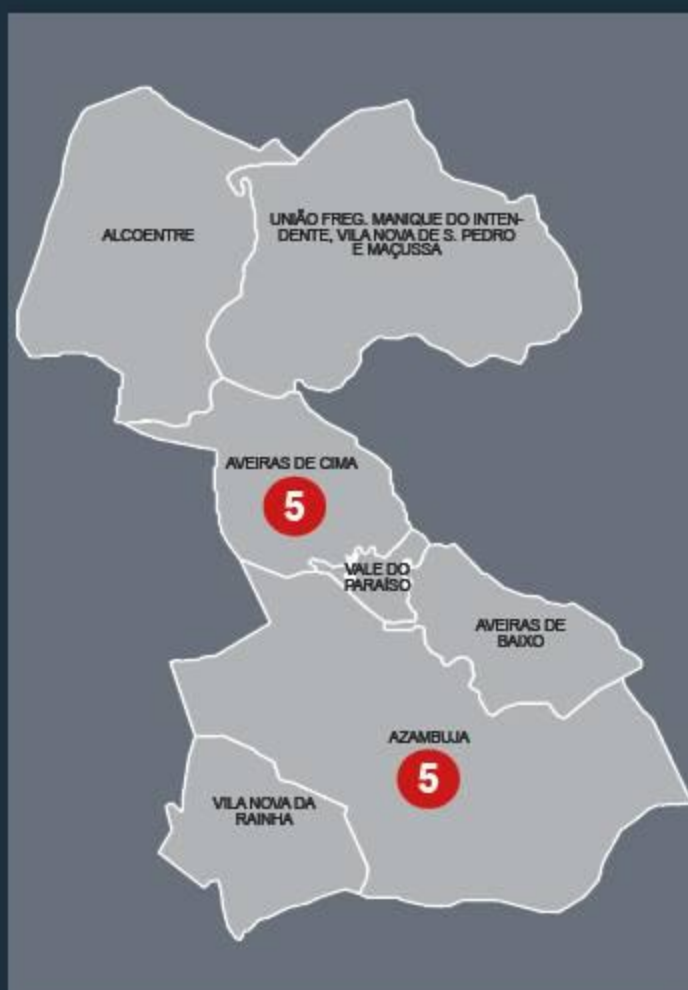 ALCOENTRE
UNIÃO FREG. MANIQUE DO INTEN-
DENTE, VILA NOVA DE S. PEDRO
E MAÇUSSA
AVEIRAS DE CIMA
5
VALE DO
PARAÍSO
AVEIRAS DE
BAIXO
AZAMBUJA
5
VILA NOVA DA
RAINHA